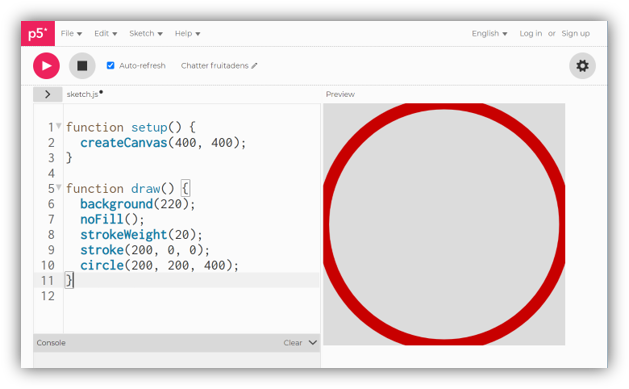 p5* File Edit Sketch Help English Log in or Sign up
Auto-refresh Chatter fruitadens
sketch.js
Preview
1 function setup() {
2 createCanvas(400, 400);
3 }
4
5 function draw() {
6 background(220);
7 noFill();
8 strokeWeight(20);
9 stroke(200, 0, 0);
10 circle(200, 200, 400);
11 }
12
Console Clear